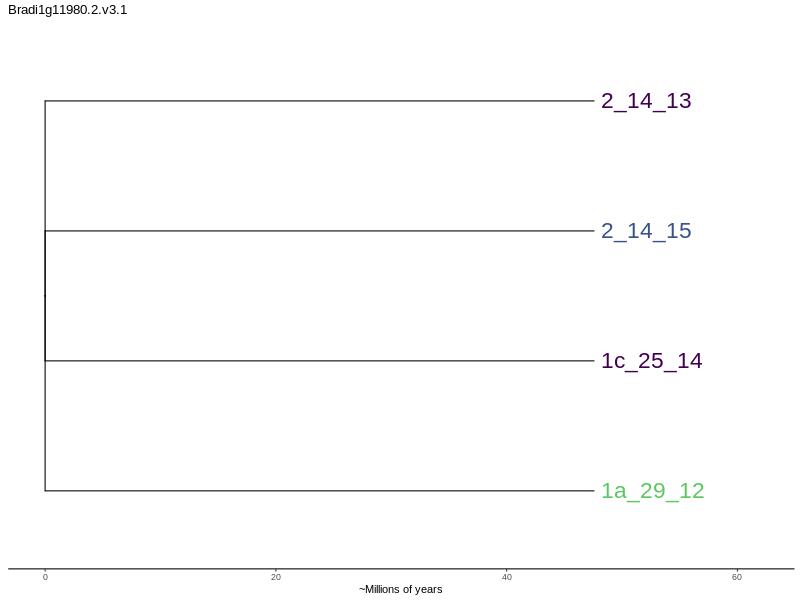 Bradi1g11980.2.v3.1
2_14_13
2_14_15
1c_25_14
1a_29_12
0 20 40 60
~Millions of years